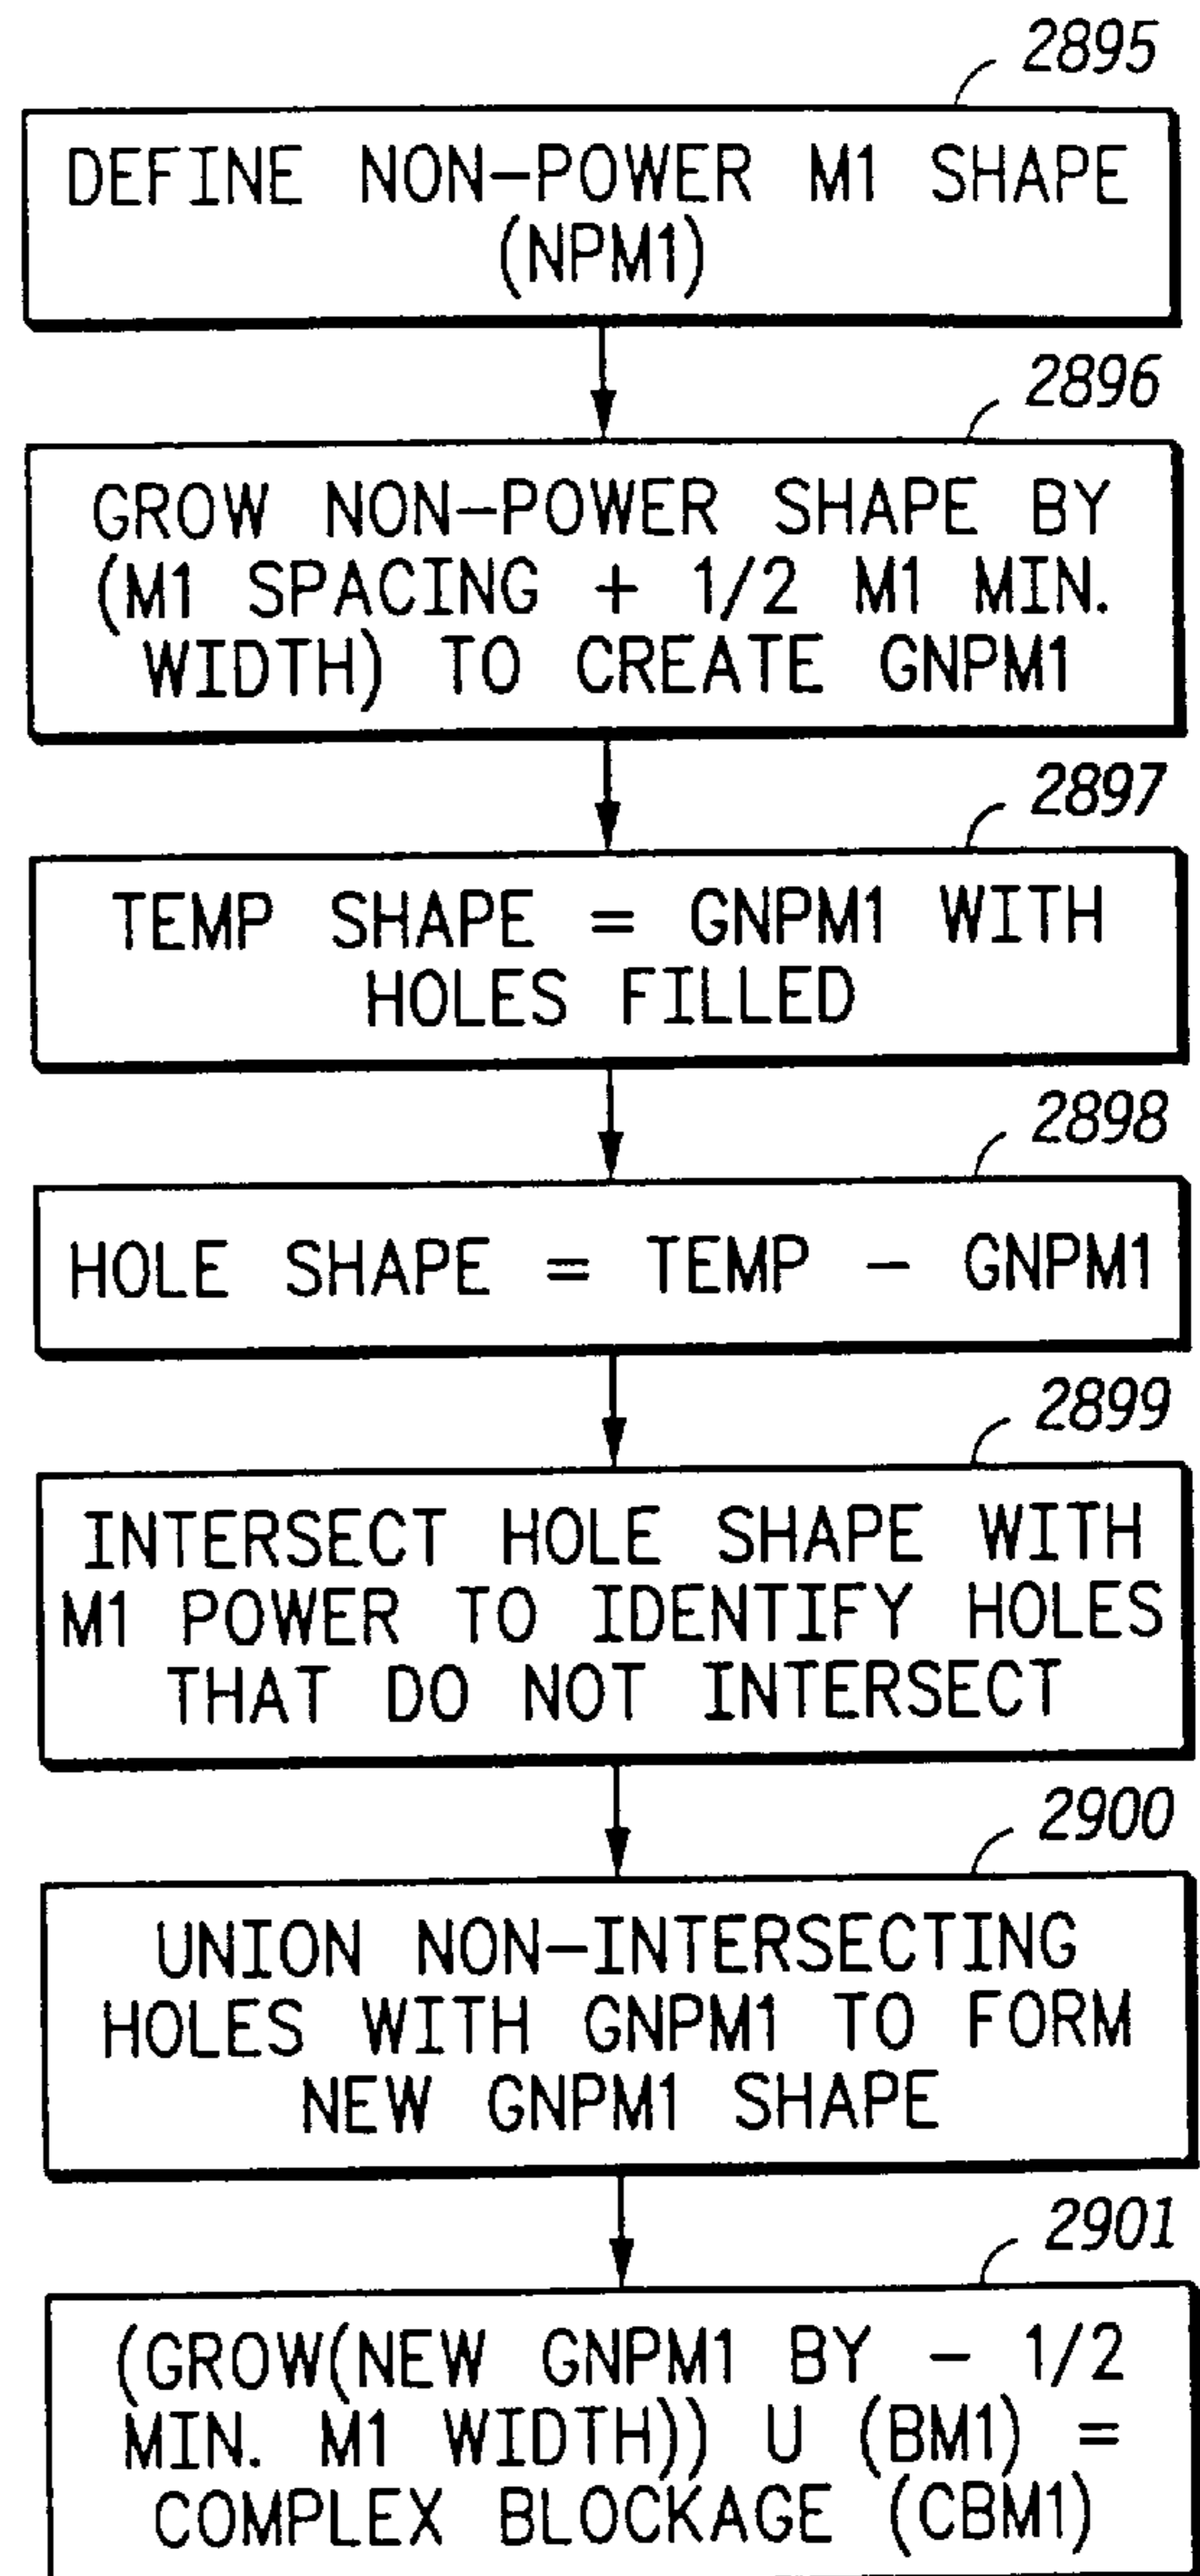 2895
DEFINE NON-POWER M1 SHAPE
(NPM1)
2896
GROW NON-POWER SHAPE BY
(M1 SPACING + 1/2 M1 MIN.
WIDTH) TO CREATE GNPM1
2897
TEMP SHAPE = GNPM1 WITH
HOLES FILLED
2898
HOLE SHAPE = TEMP - GNPM1
2899
INTERSECT HOLE SHAPE WITH
M1 POWER TO IDENTIFY HOLES
THAT DO NOT INTERSECT
2900
UNION NON-INTERSECTING
HOLES WITH GNPM1 TO FORM
NEW GNPM1 SHAPE
2901
(GROW(NEW GNPM1 BY - 1/2
MIN. M1 WIDTH)) U (BM1) =
COMPLEX BLOCKAGE (CBM1)